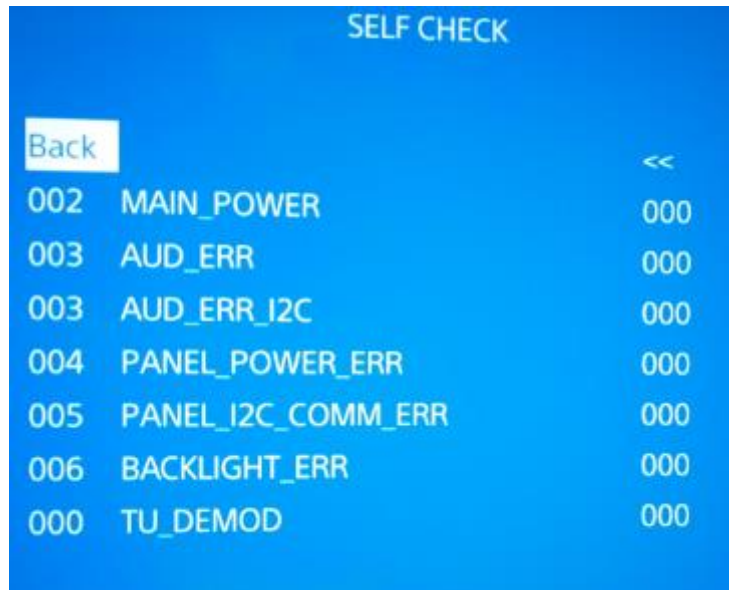 SELF CHECK
Back <<
002 MAIN_POWER 000
003 AUD_ERR 000
003 AUD_ERR_I2C 000
004 PANEL_POWER_ERR 000
005 PANEL_I2C_COMM_ERR 000
006 BACKLIGHT_ERR 000
000 TU_DEMOD 000